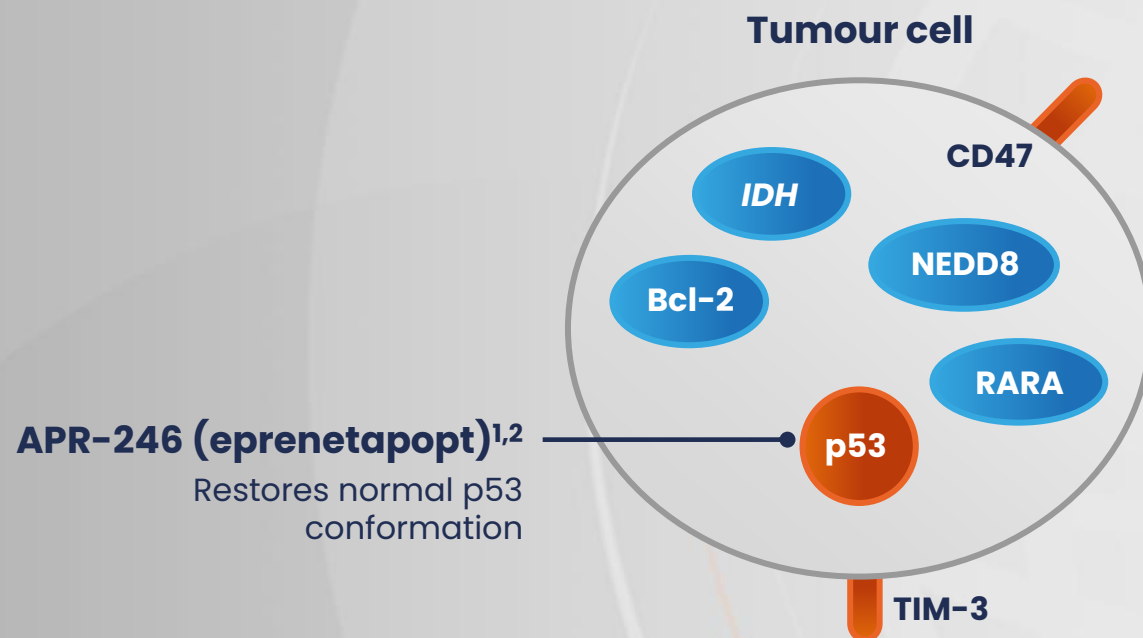 Tumour cell
CD47
IDH
NEDD8
Bcl-2
RARA
APR-246 (eprenetapopt)1,2
p53
Restores normal p53
conformation
TIM-3